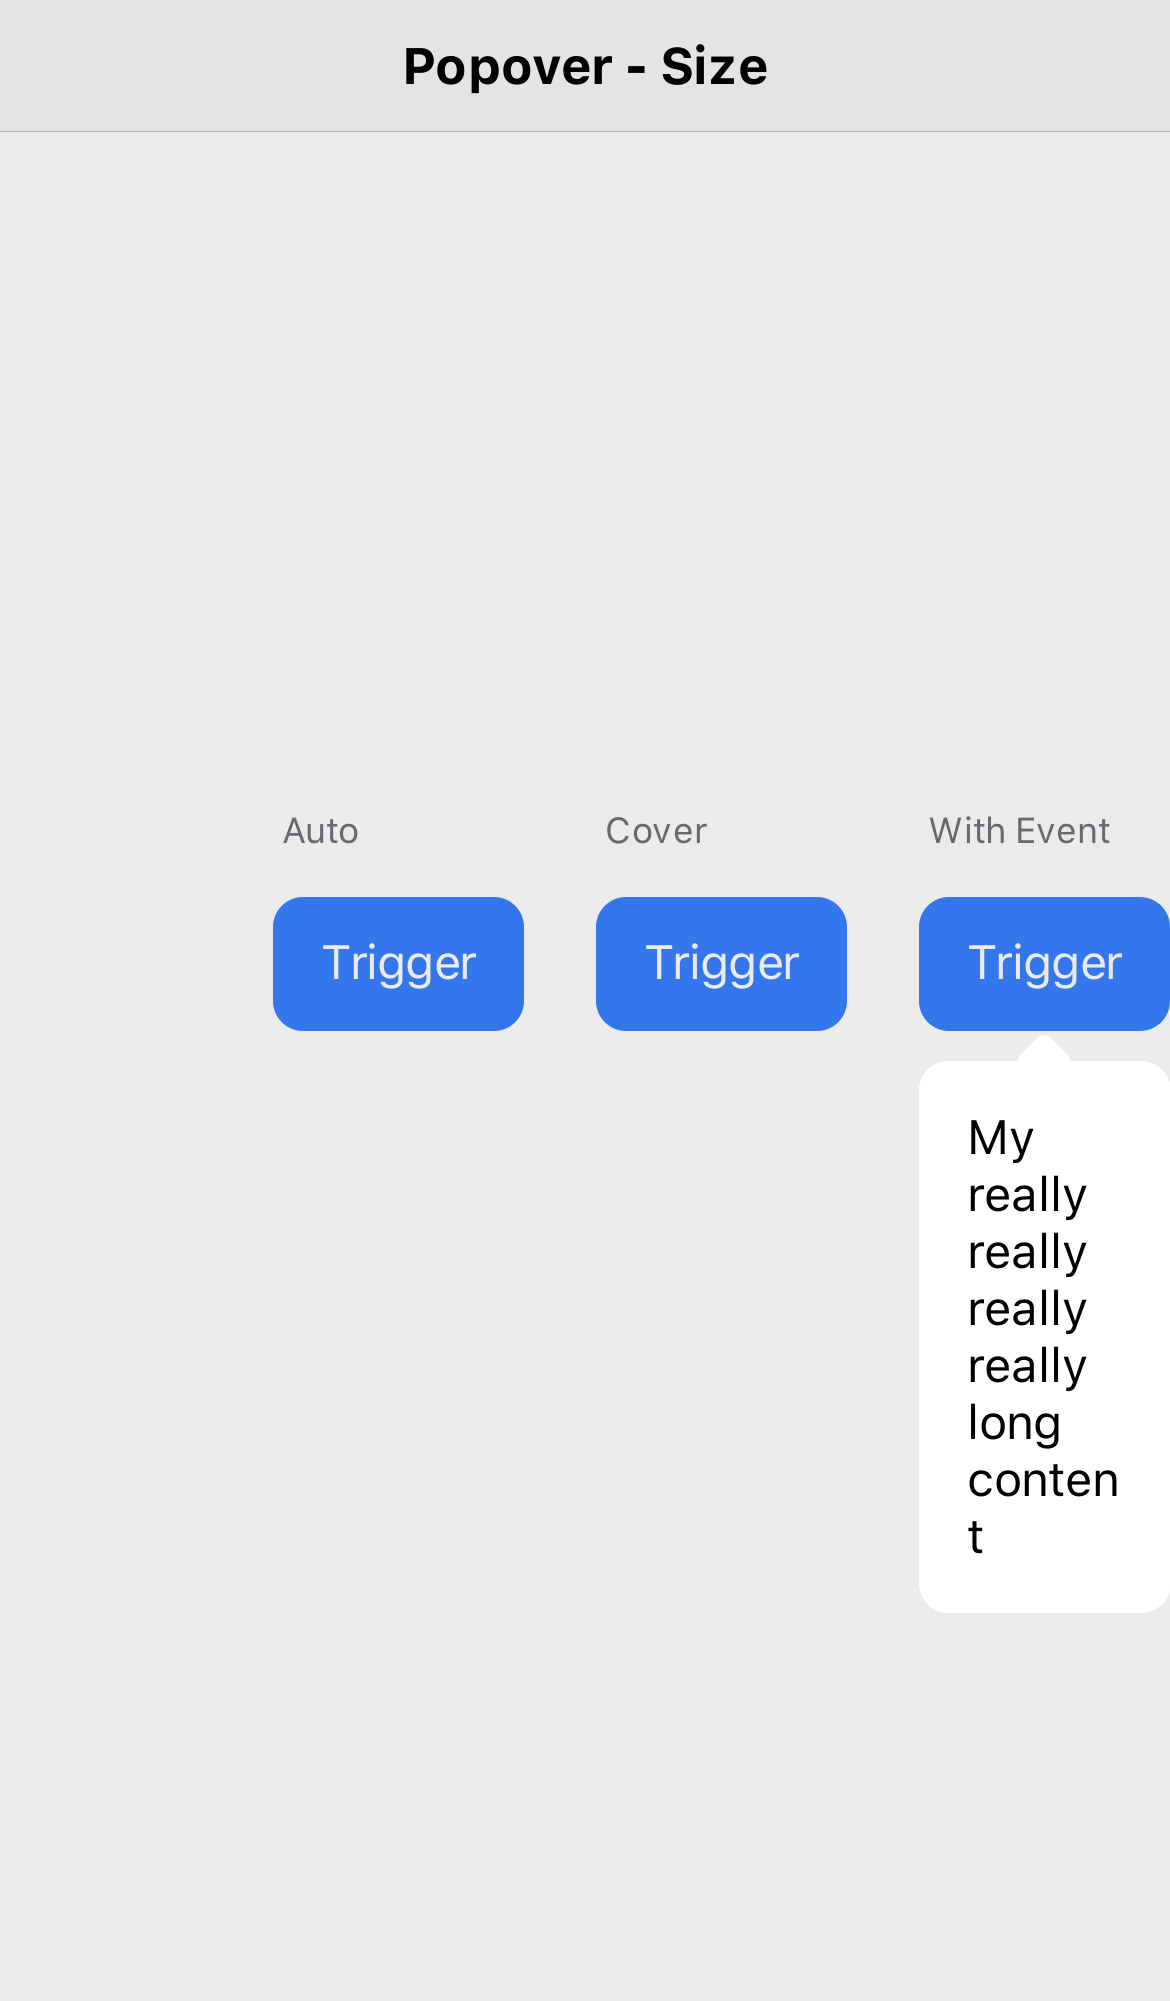 Popover - Size
Auto
Cover
With Event
Trigger
Trigger
Trigger
My
really
really
really
really
long
conten
t